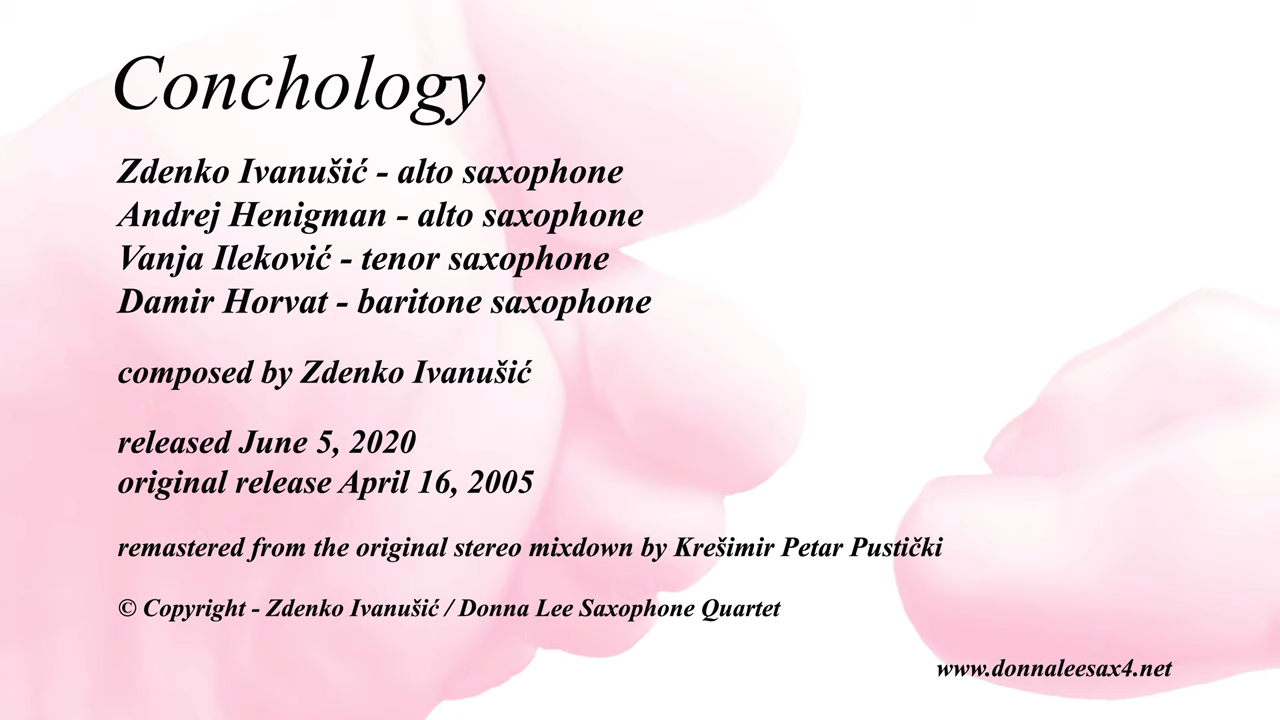 Conchology
Zdenko Ivanušić - alto saxophone
Andrej Henigman - alto saxophone
Vanja Ileković - tenor saxophone
Damir Horvat - baritone saxophone
composed by Zdenko Ivanušić
released June 5, 2020
original release April 16, 2005
remastered from the original stereo mixdown by Krešimir Petar Pustički
© Copyright - Zdenko Ivanušić / Donna Lee Saxophone Quartet
www.donnaleesax4.net